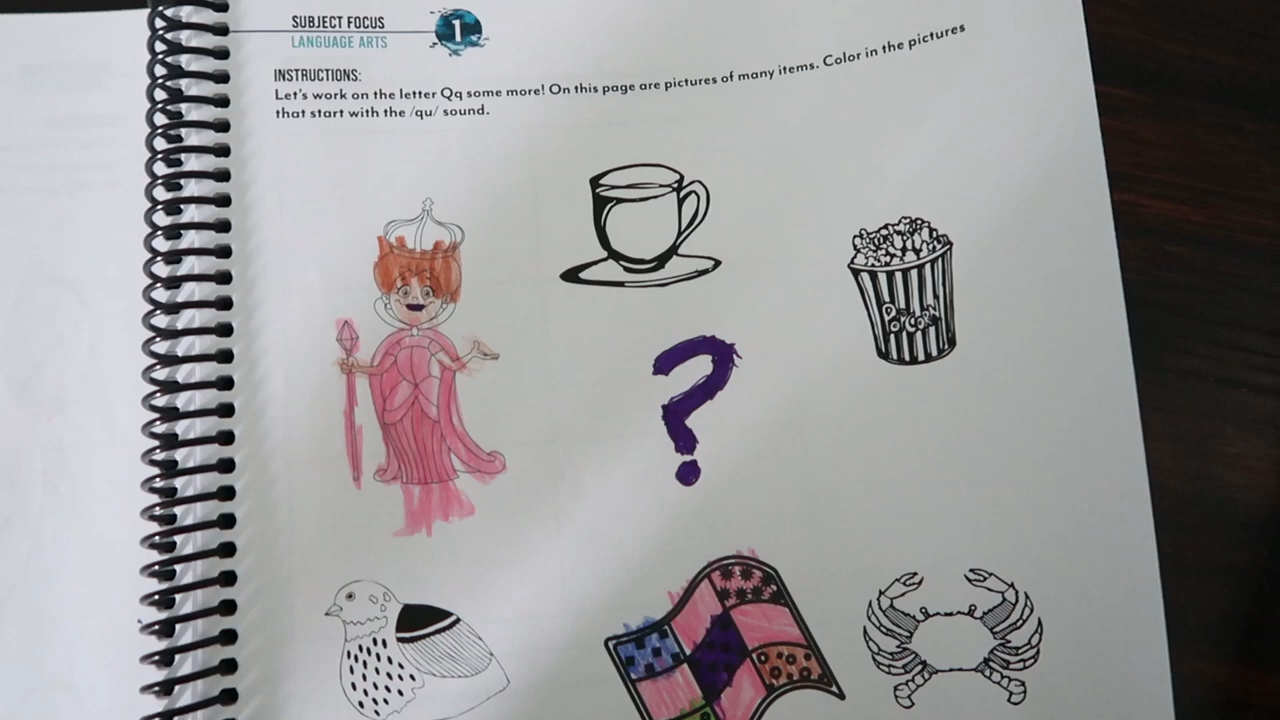 SUBJECT FOCUS
LANGUAGE ARTS
1
INSTRUCTIONS:
Let's work on the letter Qq some more! On this page are pictures of many items. Color in the pictures
that start with the /qu/ sound.
POPCORN
?